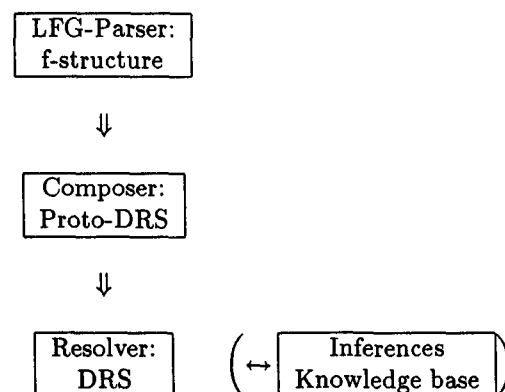 LFG-Parser:
f-structure
⇓
Composer:
Proto-DRS
⇓
Resolver:
DRS
( ↔
Inferences
Knowledge base
)